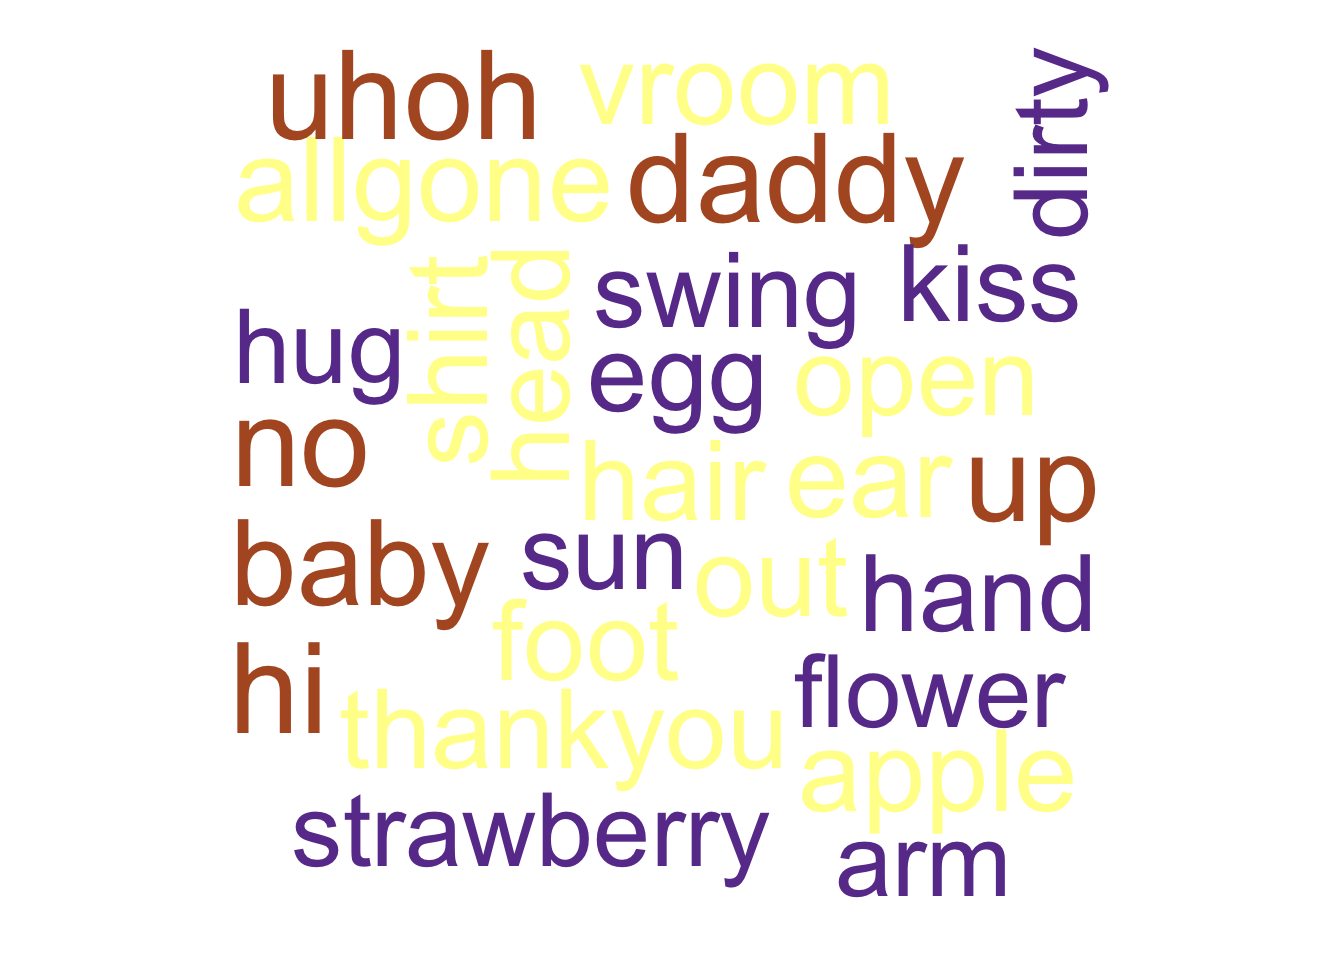 uhoh vroom dirty
allgone daddy
shirt head swing kiss
hug egg open
no hair ear up
baby sun out hand
hi foot flower
thankyou apple
strawberry arm